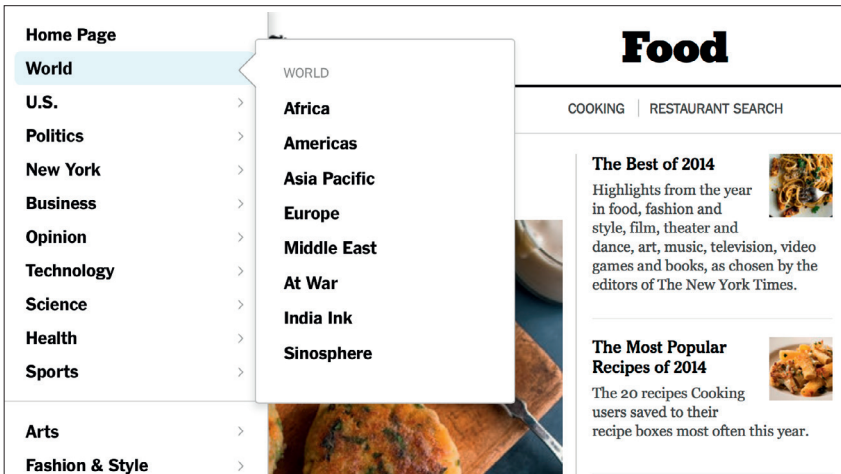 Home Page
World
U.S.
Politics
New York
Business
Opinion
Technology
Science
Health
Sports
Arts
Fashion & Style
WORLD
Africa
Americas
Asia Pacific
Europe
Middle East
At War
India Ink
Sinosphere
Food
COOKING
RESTAURANT SEARCH
The Best of 2014
Highlights from the year
in food, fashion and
style, film, theater and
dance, art, music, television, video
games and books, as chosen by the
editors of The New York Times.
The Most Popular
Recipes of 2014
The 20 recipes Cooking
users saved to their
recipe boxes most often this year.